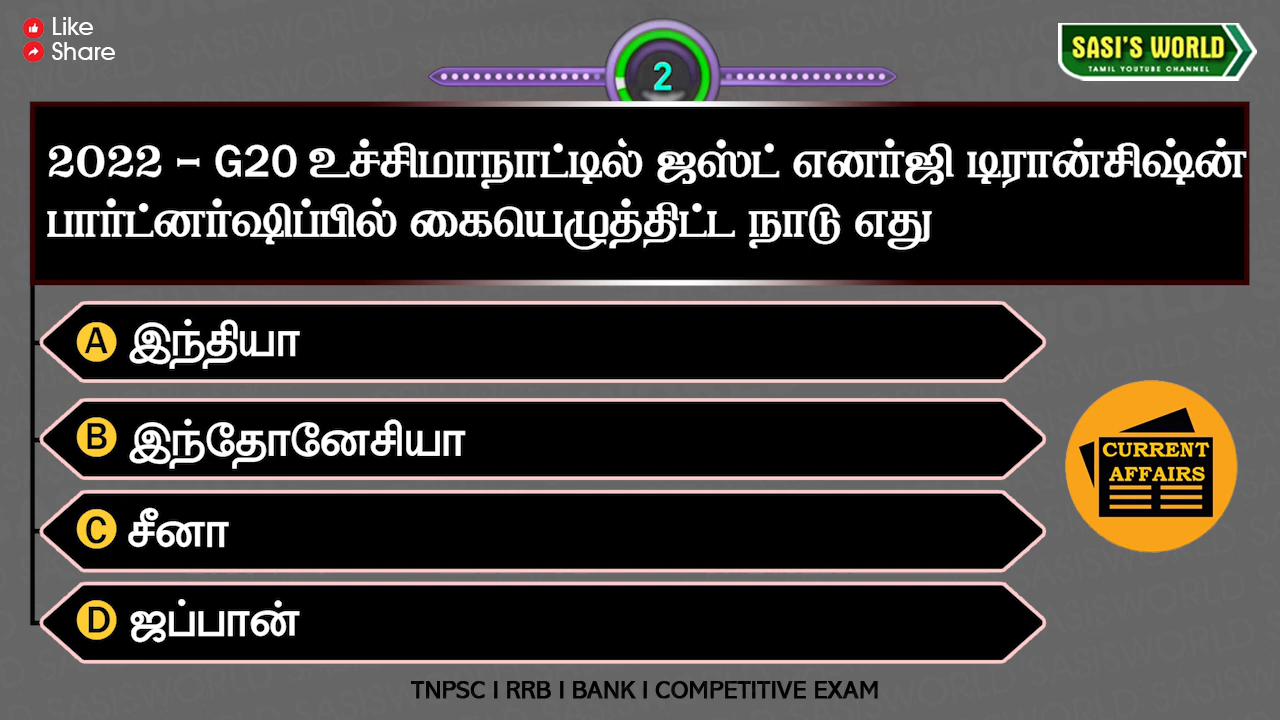 Like
Share
2
SASI'S WORLD
TAMIL YOUTUBE CHANNEL
2022 - G20 உச்சிமாநாட்டில் ஜஸ்ட் எனர்ஜி டிரான்சிஷ்ன்
பார்ட்னர்ஷிப்பில் கையெழுத்திட்ட நாடு எது
A இந்தியா
B இந்தோனேசியா
C சீனா
D ஜப்பான்
CURRENT
AFFAIRS
TNPSC I RRB I BANK I COMPETITIVE EXAM